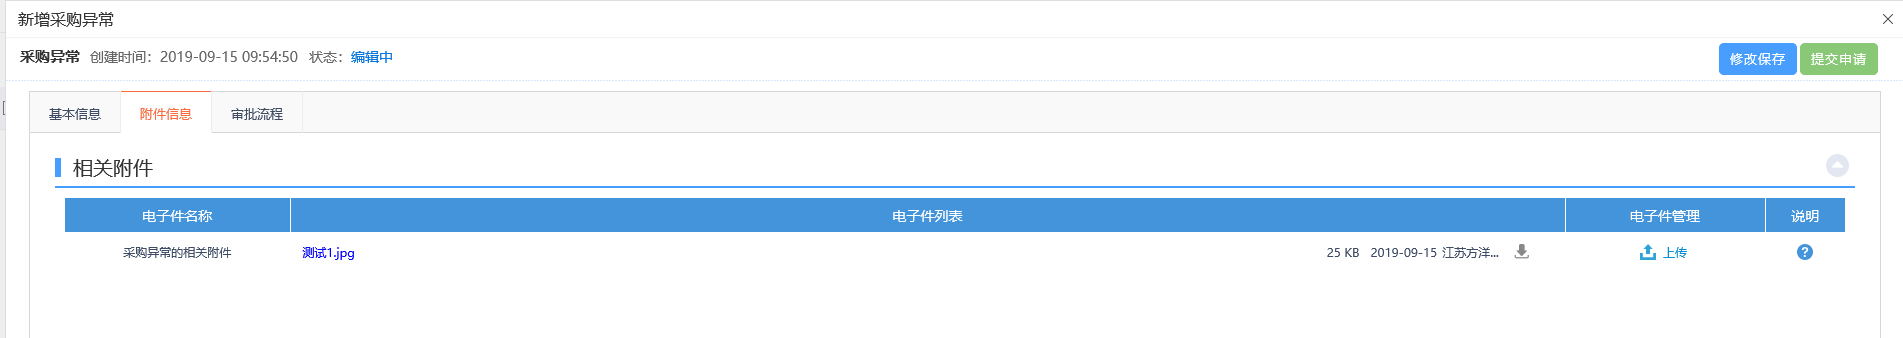 新增采购异常
采购异常 创建时间：2019-09-15 09:54:50 状态：编辑中 修改保存 提交申请
基本信息 附件信息 审批流程
相关附件
电子件名称 电子件列表 电子件管理 说明
采购异常的相关附件 测试1.jpg 25 KB 2019-09-15 江苏方洋... 上传